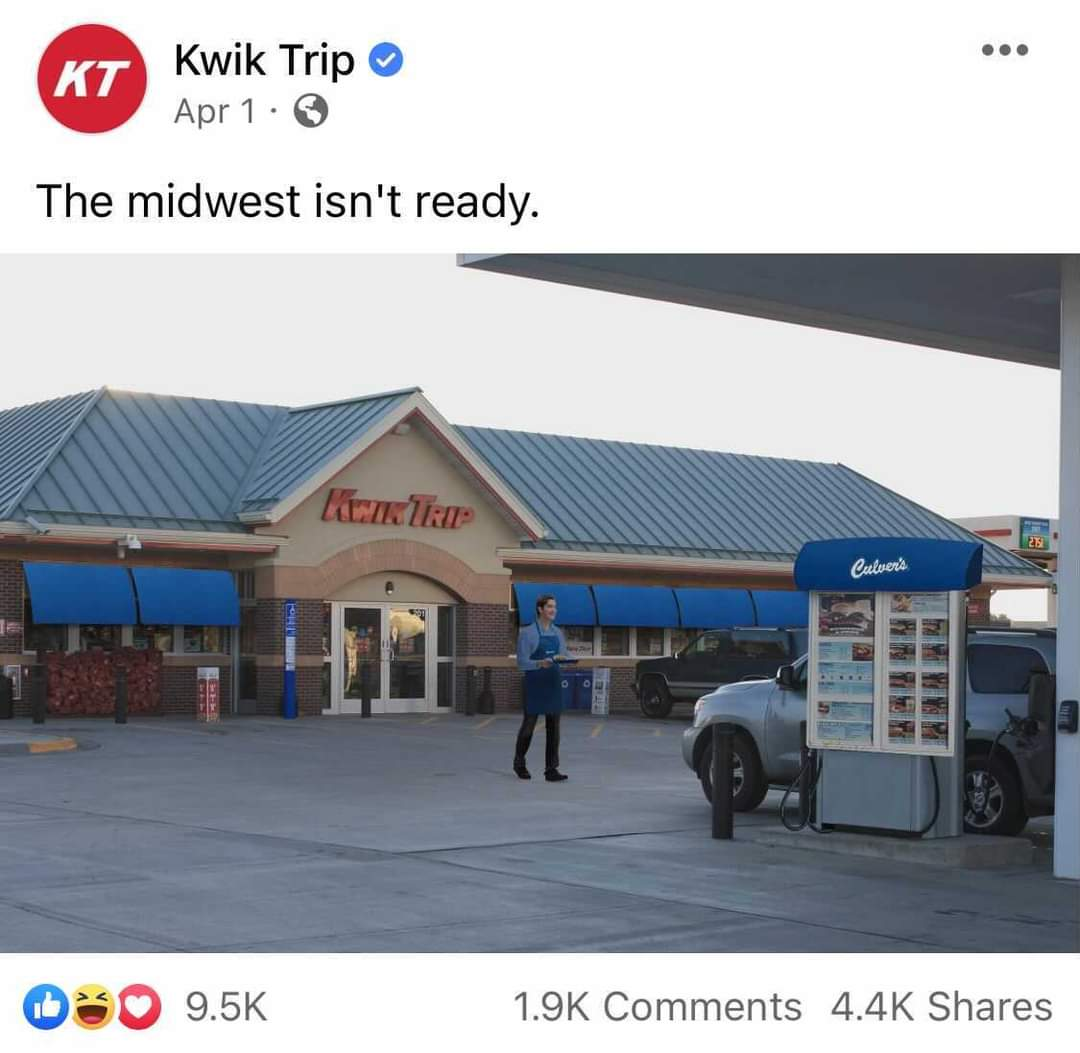 KT
Kwik Trip
Apr 1 ·
The midwest isn't ready.
KWIK TRIP
Culver's
9.5K
1.9K Comments
4.4K Shares